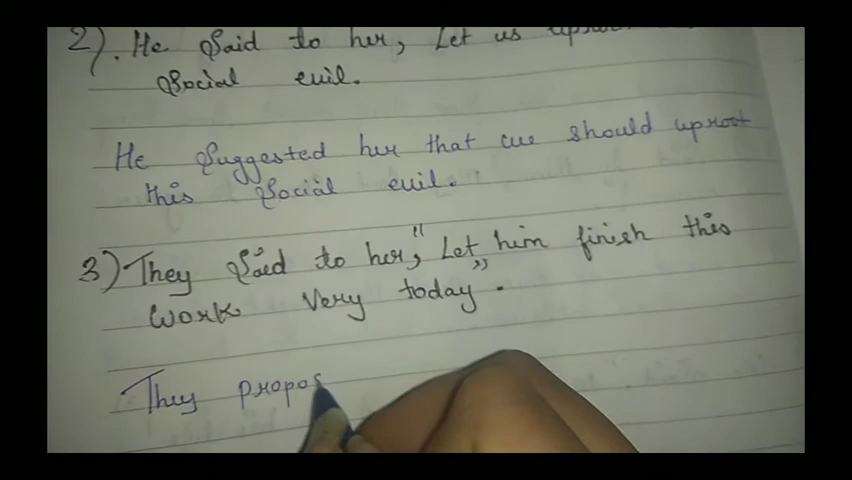 2). He Said to her, Let us uproot
Social evil.
He Suggested her that we should uproot
this Social evil.
3) They Said to her, "Let him finish this
work very today".
They propos